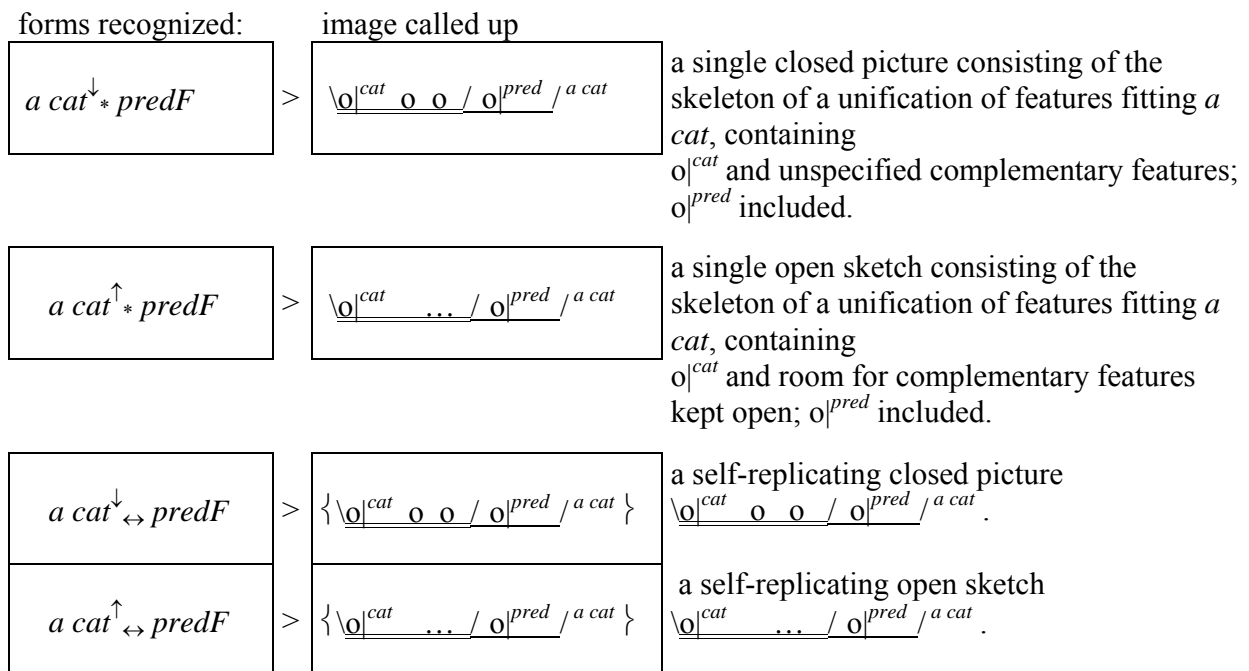 forms recognized: image called up
a cat↓* predF > \o|cat o o / o|pred / a cat
a single closed picture consisting of the
skeleton of a unification of features fitting a
cat, containing
o|cat and unspecified complementary features;
o|pred included.
a cat↑* predF > \o|cat … / o|pred / a cat
a single open sketch consisting of the
skeleton of a unification of features fitting a
cat, containing
o|cat and room for complementary features
kept open; o|pred included.
a cat↓↔ predF > {\o|cat o o / o|pred / a cat }
a self-replicating closed picture
\o|cat o o / o|pred / a cat .
a cat↑↔ predF > {\o|cat … / o|pred / a cat }
a self-replicating open sketch
\o|cat … / o|pred / a cat .